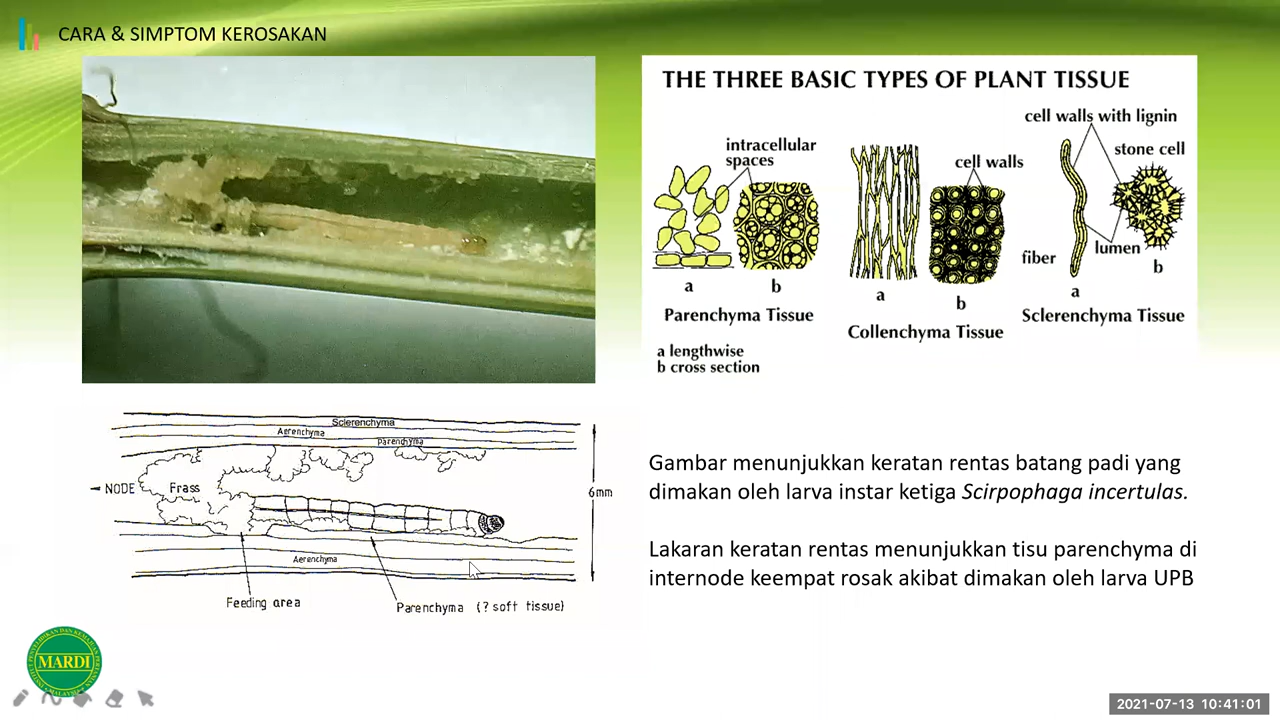 CARA & SIMPTOM KEROSAKAN
THE THREE BASIC TYPES OF PLANT TISSUE
cell walls with lignin
intracellular
spaces
cell walls
stone cell
fiber
lumen
b
a
a
b
a
b
Parenchyma Tissue
Collenchyma Tissue
Sclerenchyma Tissue
a lengthwise
b cross section
Sclerenchyma
Aerenchyma
Parenchyma
NODE
Frass
6mm
Aerenchyma
Feeding area
Parenchyma (? soft tissue)
Gambar menunjukkan keratan rentas batang padi yang
dimakan oleh larva instar ketiga Scirpophaga incertulas.
Lakaran keratan rentas menunjukkan tisu parenchyma di
internode keempat rosak akibat dimakan oleh larva UPB
MARDI
2021-07-13 10:41:01